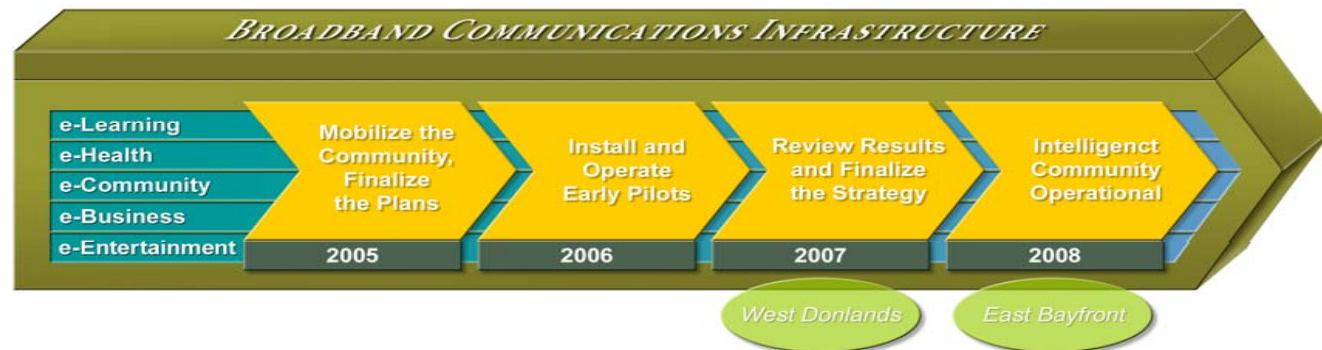 BROADBAND COMMUNICATIONS INFRASTRUCTURE
e-Learning
e-Health
e-Community
e-Business
e-Entertainment
Mobilize the
Community,
Finalize
the Plans
2005
Install and
Operate
Early Pilots
2006
Review Results
and Finalize
the Strategy
2007
Intelligenct
Community
Operational
2008
West Donlands
East Bayfront